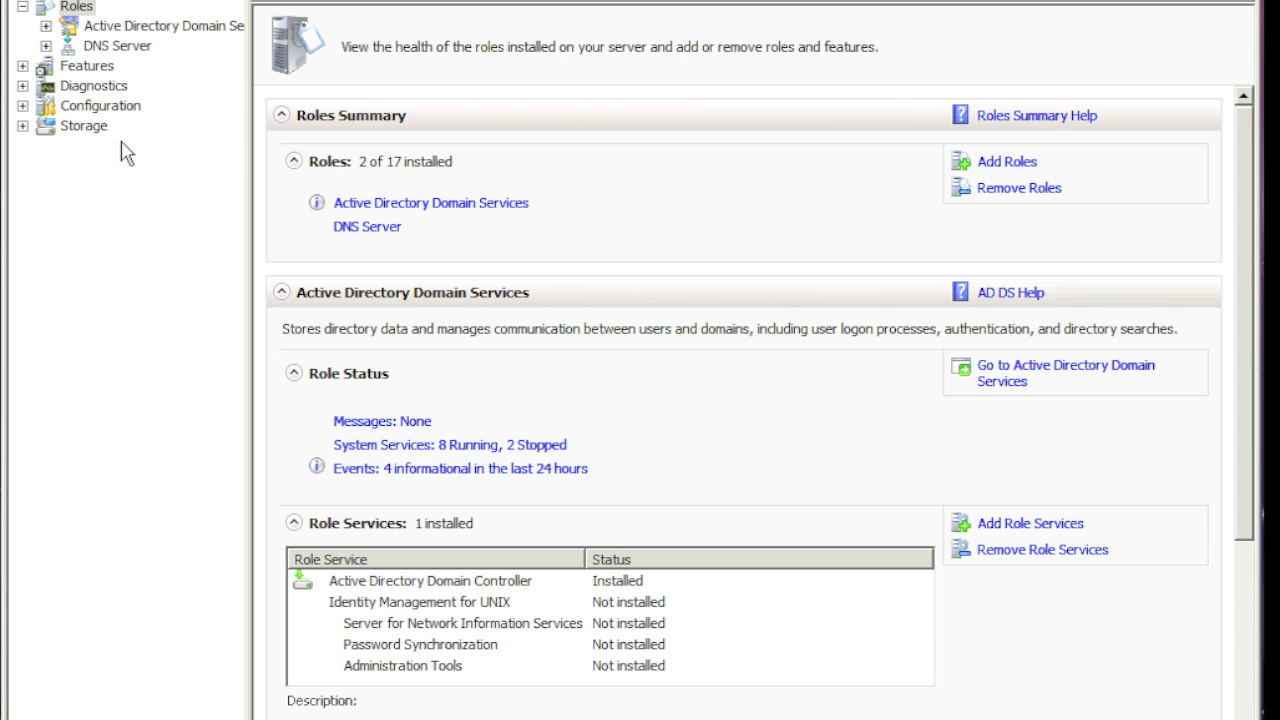 Roles
Active Directory Domain Se
DNS Server
Features
Diagnostics
Configuration
Storage
View the health of the roles installed on your server and add or remove roles and features.
Roles Summary
Roles Summary Help
Roles: 2 of 17 installed
Add Roles
Remove Roles
Active Directory Domain Services
DNS Server
Active Directory Domain Services
AD DS Help
Stores directory data and manages communication between users and domains, including user logon processes, authentication, and directory searches.
Role Status
Go to Active Directory Domain
Services
Messages: None
System Services: 8 Running, 2 Stopped
Events: 4 informational in the last 24 hours
Role Services: 1 installed
Add Role Services
Remove Role Services
Role Service Status
Active Directory Domain Controller Installed
Identity Management for UNIX Not installed
Server for Network Information Services Not installed
Password Synchronization Not installed
Administration Tools Not installed
Description: